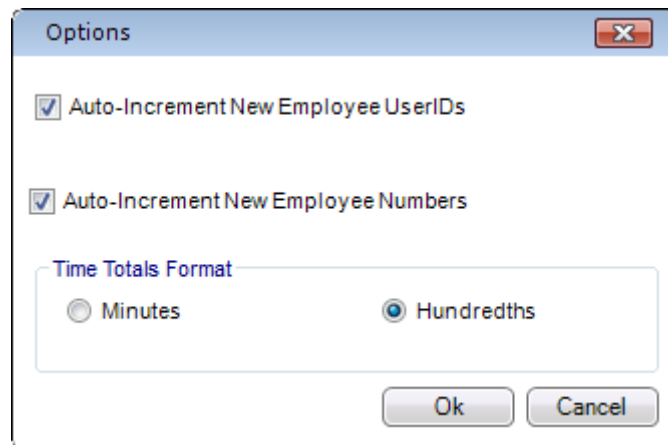 Options
Auto-Increment New Employee UserIDs
Auto-Increment New Employee Numbers
Time Totals Format
Minutes Hundredths
Ok Cancel